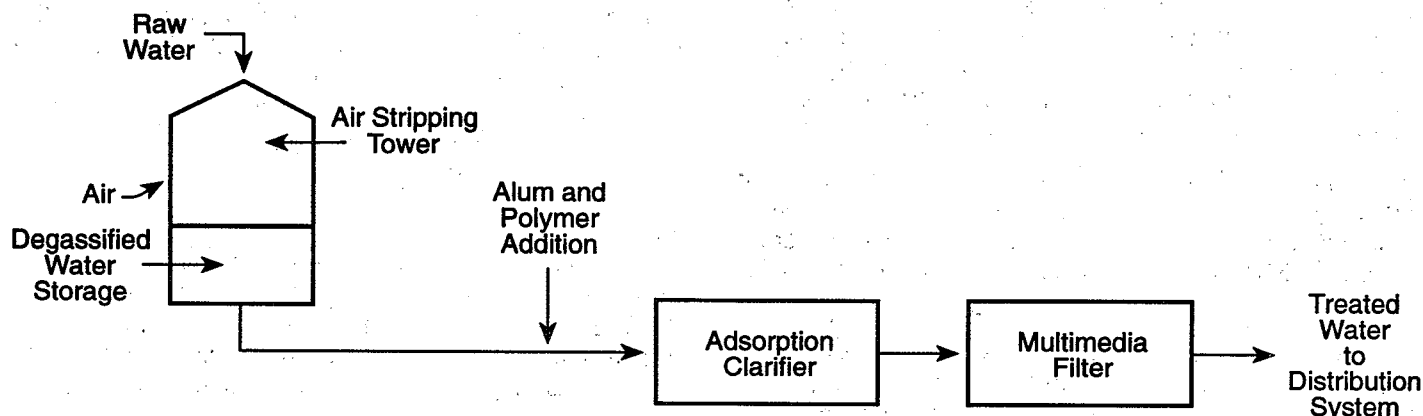 Raw
Water
Air Stripping
Tower
Air
Degassified
Water
Storage
Alum and
Polymer
Addition
Adsorption
Clarifier
Multimedia
Filter
Treated
Water
to
Distribution
System